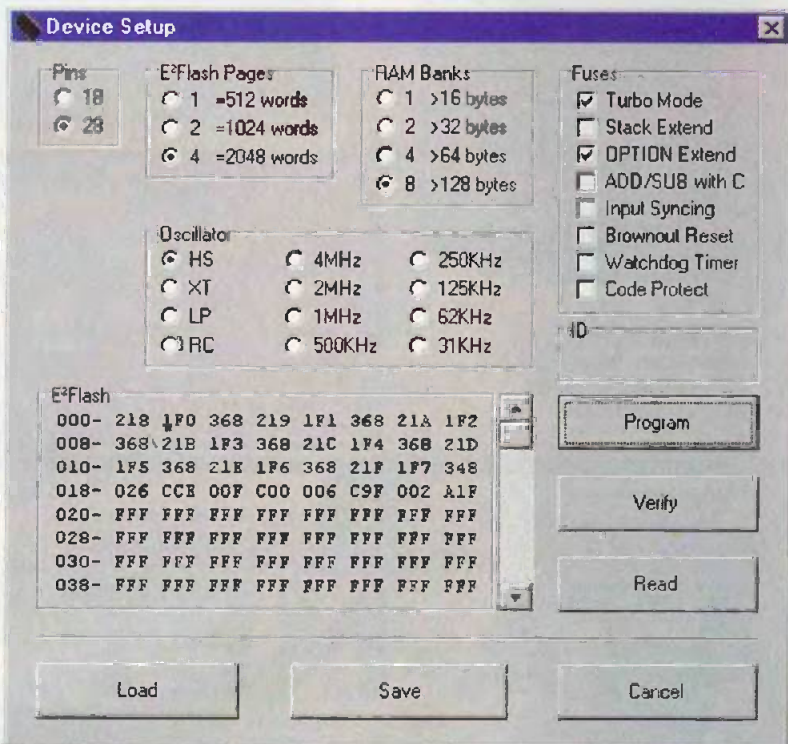 Device Setup
Pins
18
28
E²Flash Pages
1 =512 words
2 =1024 words
4 =2048 words
RAM Banks
1 >16 bytes
2 >32 bytes
4 >64 bytes
8 >128 bytes
Fuses
Turbo Mode
Stack Extend
OPTION Extend
ADD/SUB with C
Input Syncing
Brownout Reset
Watchdog Timer
Code Protect
Oscillator
HS 4MHz 250KHz
XT 2MHz 125KHz
LP 1MHz 62KHz
RC 500KHz 31KHz
ID
E²Flash
000- 218 1F0 368 219 1F1 368 21A 1F2
008- 368 21B 1F3 368 21C 1F4 368 21D
010- 1F5 368 21E 1F6 368 21F 1F7 348
018- 026 CCE 00F C00 006 C9F 002 A1F
020- FFF FFF FFF FFF FFF FFF FFF FFF
028- FFF FFF FFF FFF FFF FFF FFF FFF
030- FFF FFF FFF FFF FFF FFF FFF FFF
038- FFF FFF FFF FFF FFF FFF FFF FFF
Program
Verify
Read
Load
Save
Cancel